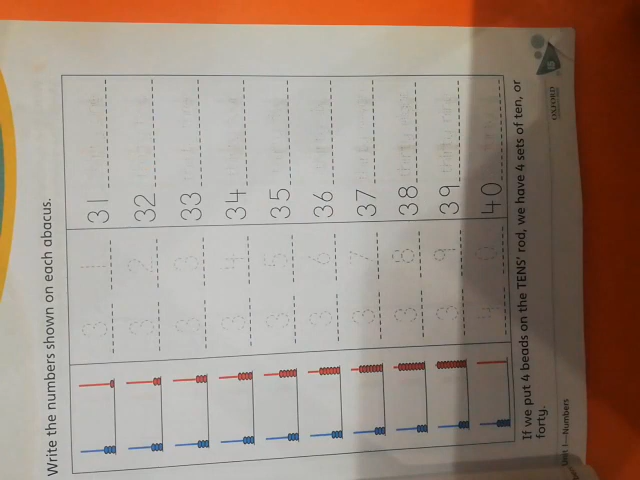 Write the numbers shown on each abacus.
3 1 31
3 2 32
3 3 33
3 4 34
3 5 35
3 6 36
3 7 37
3 8 38
3 9 39
4 0 40
If we put 4 beads on the TENS' rod, we have 4 sets of ten, or
forty.
Unit 1—Numbers
OXFORD